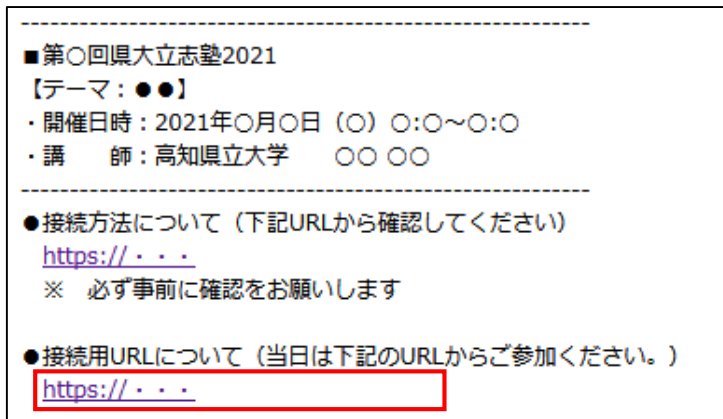 ------------------------------------------------------------
■第○回県大立志塾2021
【テーマ：●●】
・開催日時：2021年○月○日（○）○:○～○:○
・講　　師：高知県立大学　　○○ ○○
------------------------------------------------------------
●接続方法について（下記URLから確認してください）
https://・・・
※　必ず事前に確認をお願いします
●接続用URLについて（当日は下記のURLからご参加ください。）
https://・・・